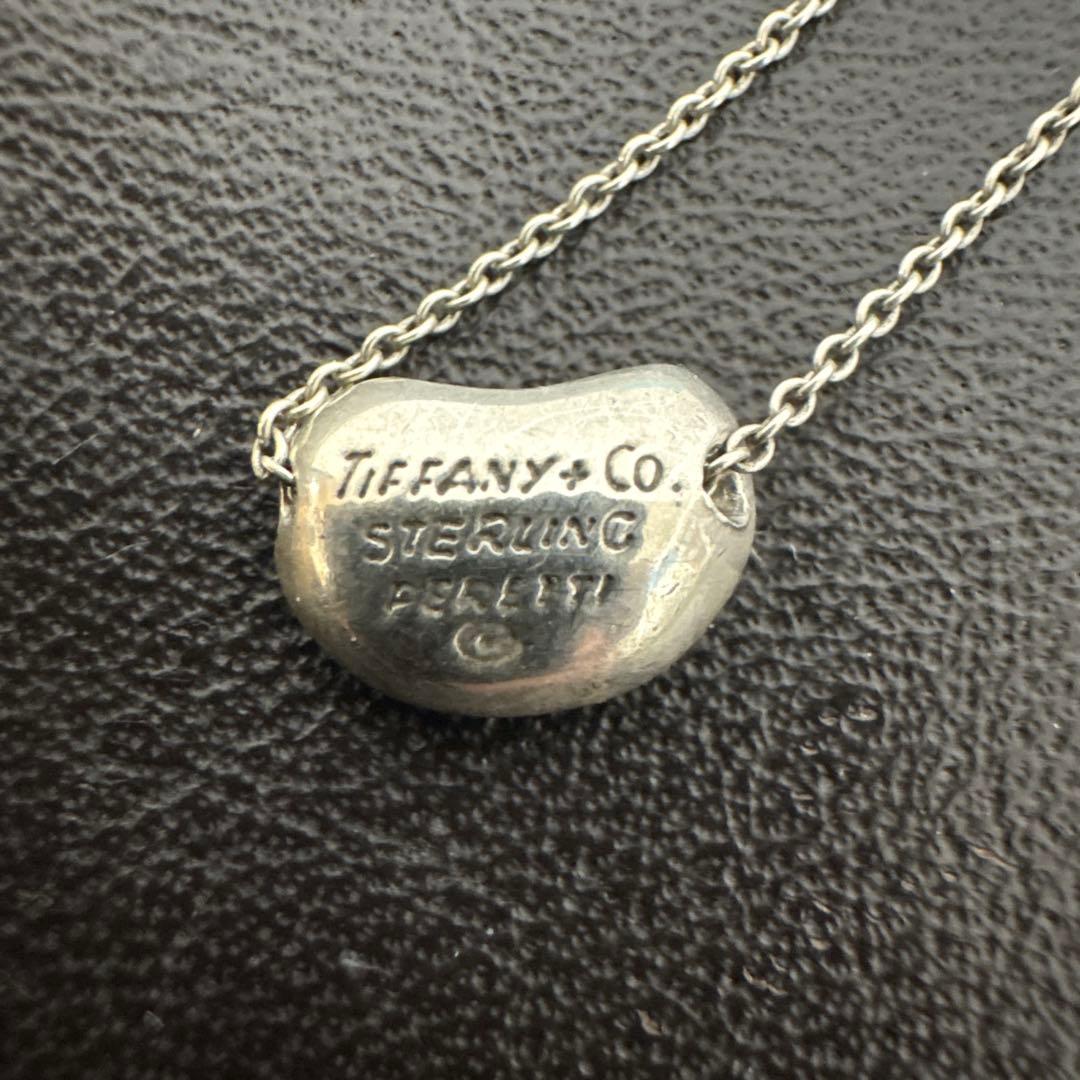 TIFFANY + CO.
STERLING
PERETTI
©